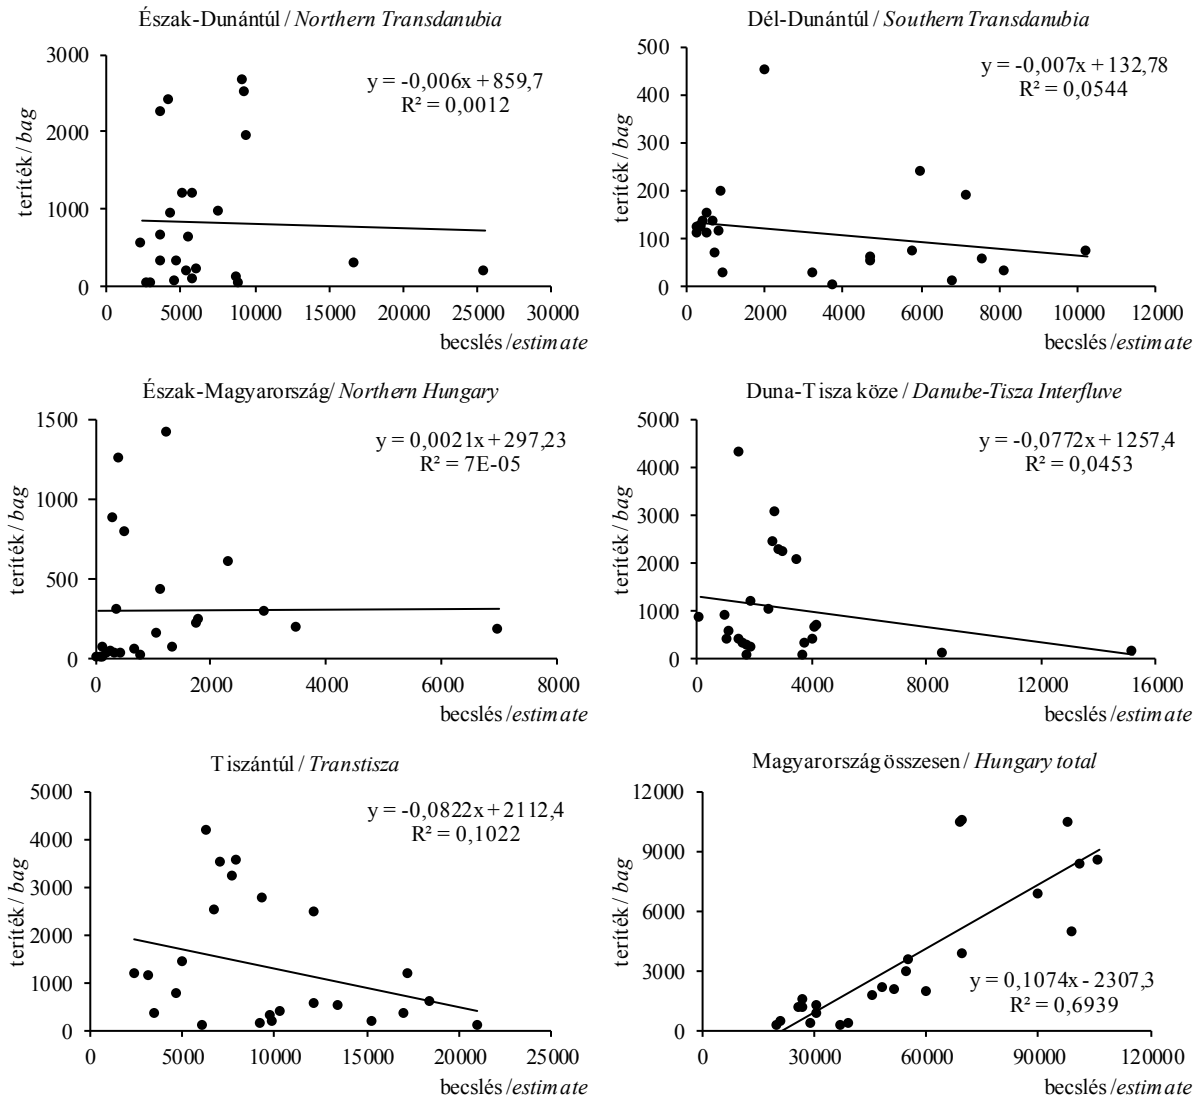 Észak-Dunántúl / Northern Transdanubia
teríték / bag
3000
2000
1000
0
y = -0,006x + 859,7
R² = 0,0012
0 5000 10000 15000 20000 25000 30000
becslés /estimate
Dél-Dunántúl / Southern Transdanubia
teríték / bag
500
400
300
200
100
0
y = -0,007x + 132,78
R² = 0,0544
0 2000 4000 6000 8000 10000 12000
becslés /estimate
Észak-Magyarország/ Northern Hungary
teríték / bag
1500
1000
500
0
y = 0,0021x + 297,23
R² = 7E-05
0 2000 4000 6000 8000
becslés /estimate
Duna-Tisza köze / Danube-Tisza Interfluve
teríték / bag
5000
4000
3000
2000
1000
0
y = -0,0772x + 1257,4
R² = 0,0453
0 4000 8000 12000 16000
becslés /estimate
Tiszántúl / Transtisza
teríték / bag
5000
4000
3000
2000
1000
0
y = -0,0822x + 2112,4
R² = 0,1022
0 5000 10000 15000 20000 25000
becslés /estimate
Magyarország összesen / Hungary total
teríték / bag
12000
9000
6000
3000
0
y = 0,1074x - 2307,3
R² = 0,6939
0 30000 60000 90000 120000
becslés /estimate